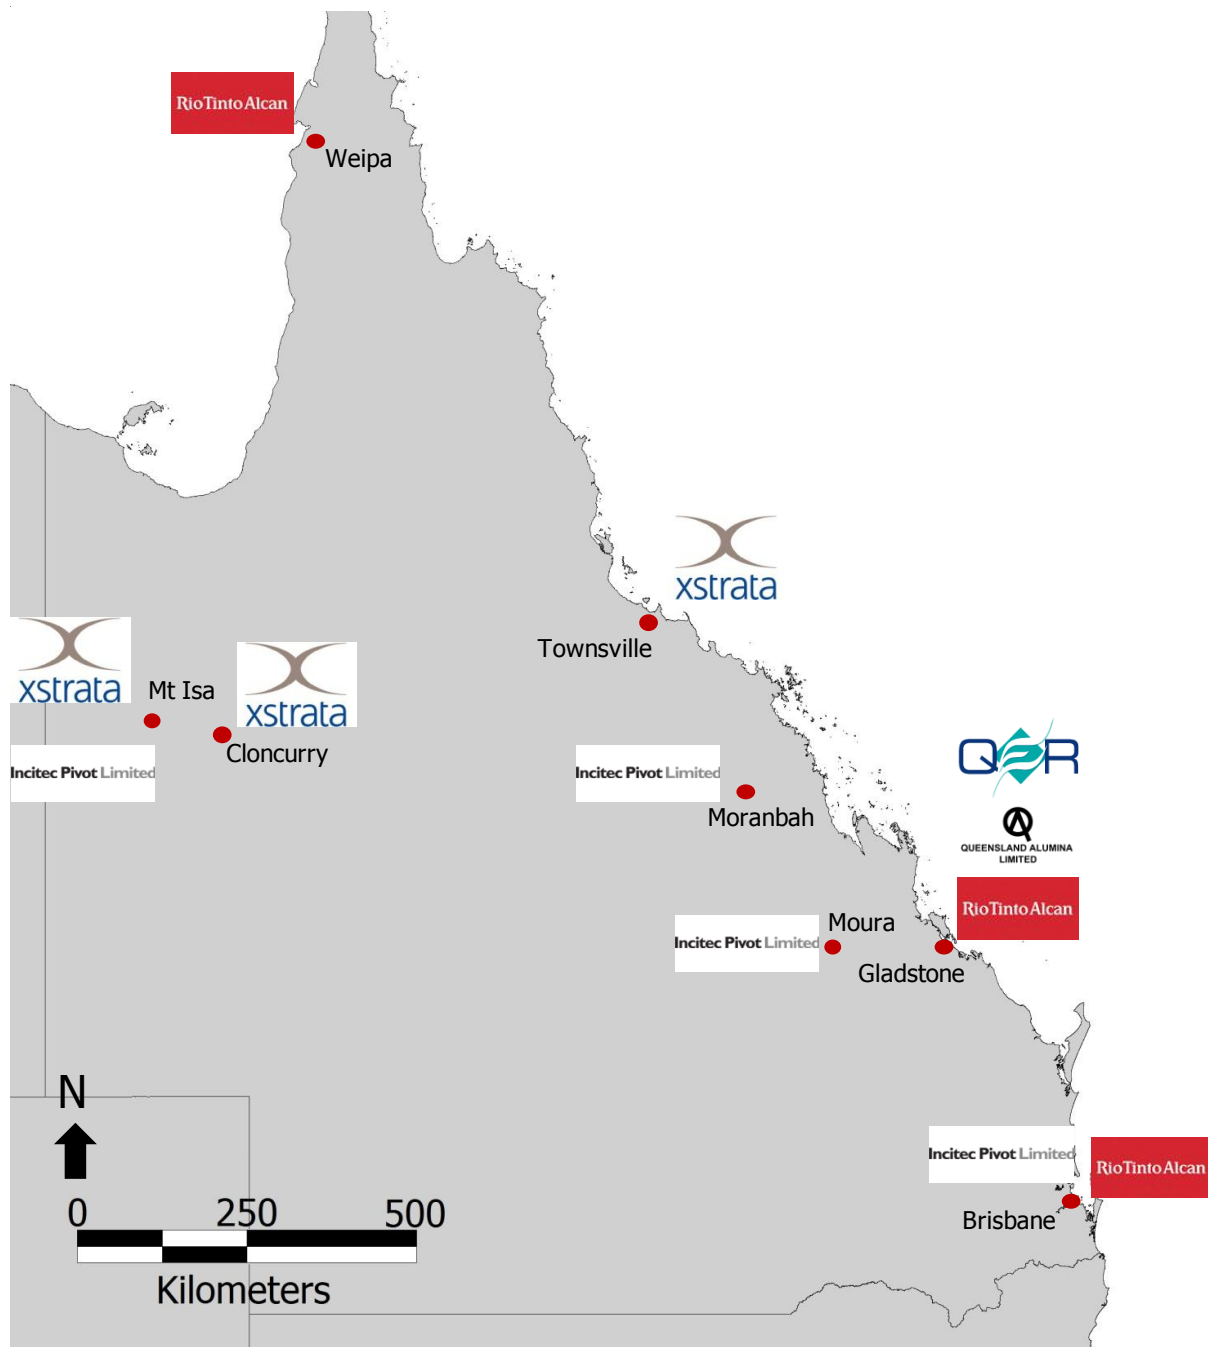 RioTintoAlcan
Weipa
xstrata
Townsville
xstrata
Mt Isa
xstrata
Cloncurry
Incitec Pivot Limited
Incitec Pivot Limited
Moranbah
QER
QUEENSLAND ALUMINA
LIMITED
RioTintoAlcan
Incitec Pivot Limited
Moura
Gladstone
N
Incitec Pivot Limited
RioTintoAlcan
Brisbane
0 250 500
Kilometers